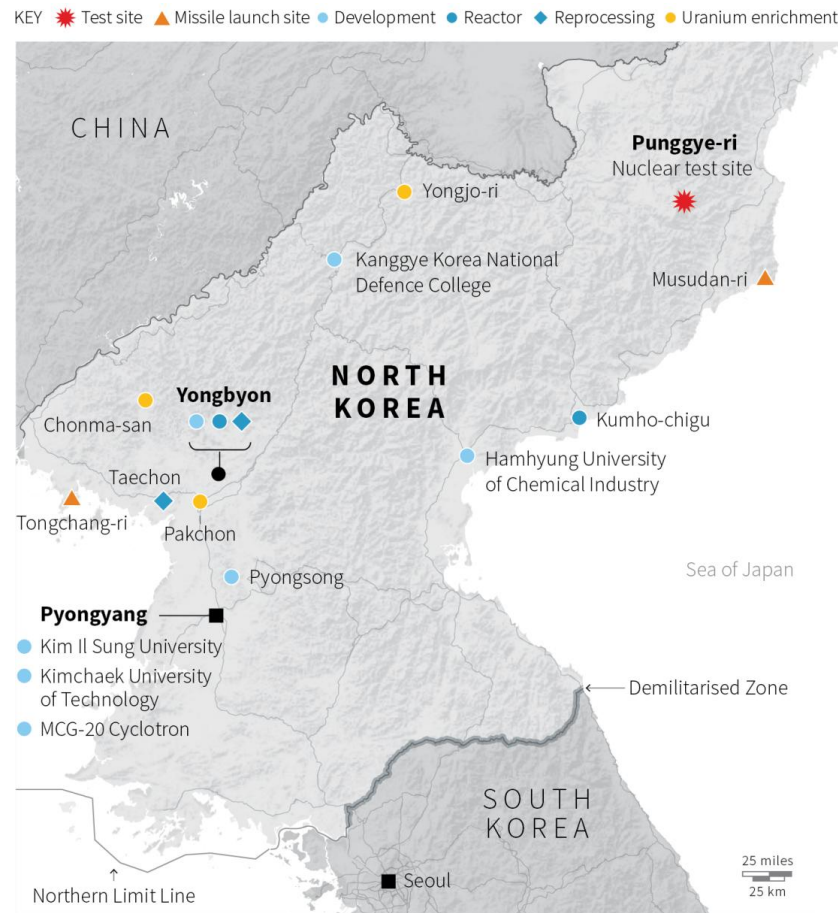 KEY Test site Missile launch site Development Reactor Reprocessing Uranium enrichment
CHINA
Punggye-ri
Nuclear test site
Yongjo-ri
Kanggye Korea National
Defence College
Musudan-ri
NORTH
KOREA
Yongbyon
Chonma-san
Kumho-chigu
Hamhyung University
of Chemical Industry
Taechon
Tongchang-ri
Pakchon
Pyongsong
Sea of Japan
Pyongyang
Kim Il Sung University
Kimchaek University
of Technology
MCG-20 Cyclotron
Demilitarised Zone
SOUTH
KOREA
Seoul
25 miles
25 km
Northern Limit Line